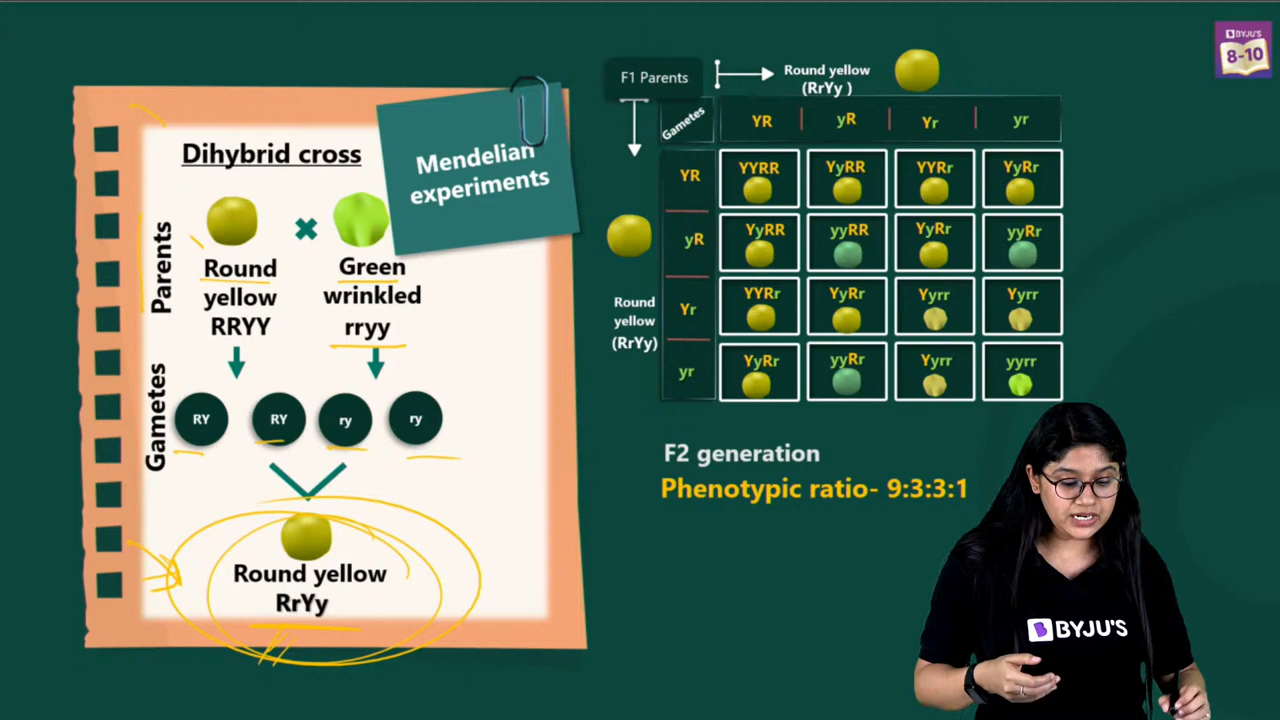 BYJU'S
8-10
Dihybrid cross
Mendelian
experiments
Parents
Round
yellow
RRYY
Green
wrinkled
rryy
Gametes
RY
RY
ry
ry
Round yellow
RrYy
F1 Parents
Round yellow
(RrYy )
Gametes
YR
yR
Yr
yr
YR
YYRR
YyRR
YYRr
YyRr
yR
YyRR
yyRR
YyRr
yyRr
Round
yellow
(RrYy)
Yr
YYRr
YyRr
Yyrr
Yyrr
yr
YyRr
yyRr
Yyrr
yyrr
F2 generation
Phenotypic ratio- 9:3:3:1
BYJU'S